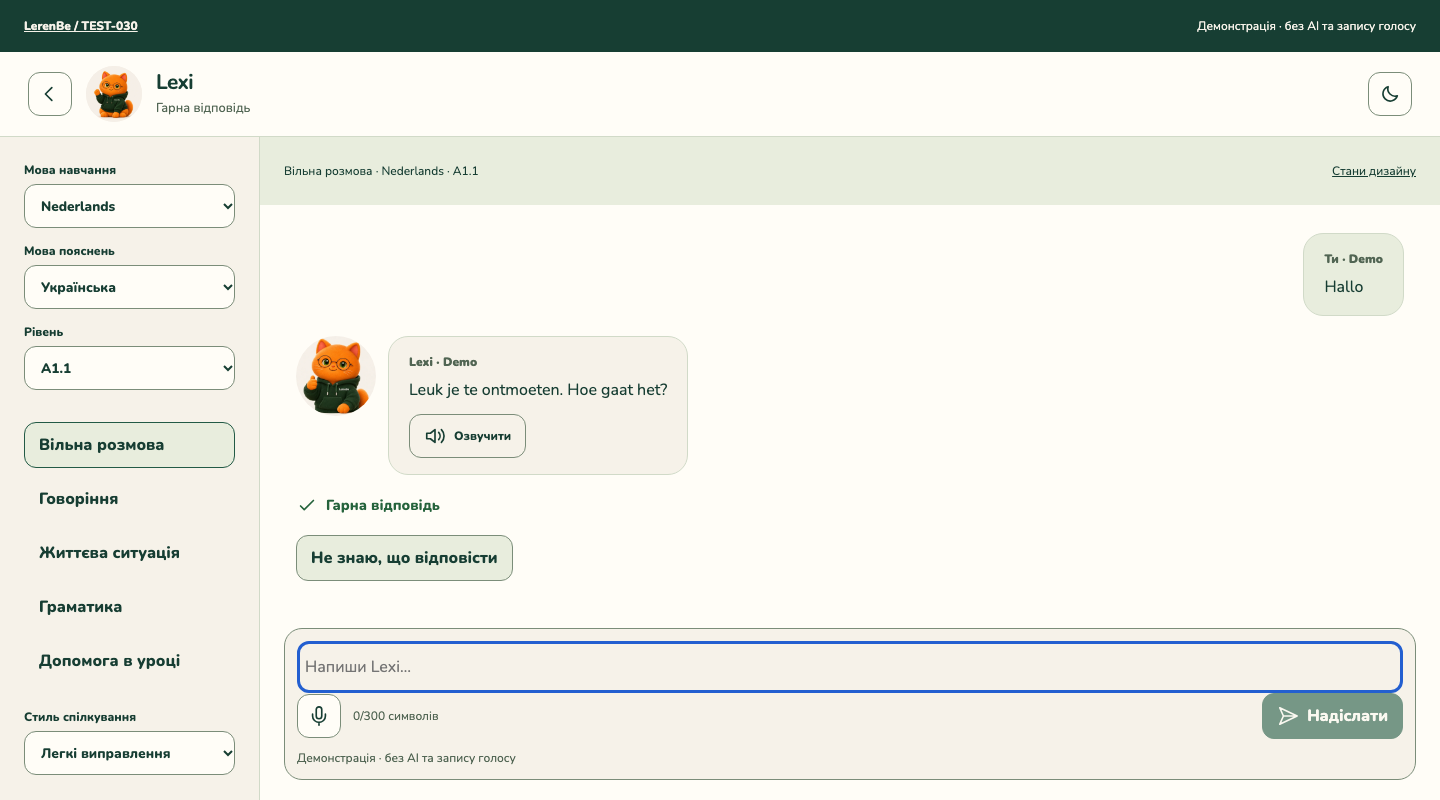 LerenBe / TEST-030
Демонстрація · без AI та запису голосу
Lexi
Гарна відповідь
Мова навчання
Nederlands
Мова пояснень
Українська
Рівень
A1.1
Вільна розмова
Говоріння
Життєва ситуація
Граматика
Допомога в уроці
Стиль спілкування
Легкі виправлення
Вільна розмова · Nederlands · A1.1
Стани дизайну
Ти · Demo
Hallo
Lexi · Demo
Leuk je te ontmoeten. Hoe gaat het?
Озвучити
Гарна відповідь
Не знаю, що відповісти
Напиши Lexi...
0/300 символів
Надіслати
Демонстрація · без AI та запису голосу